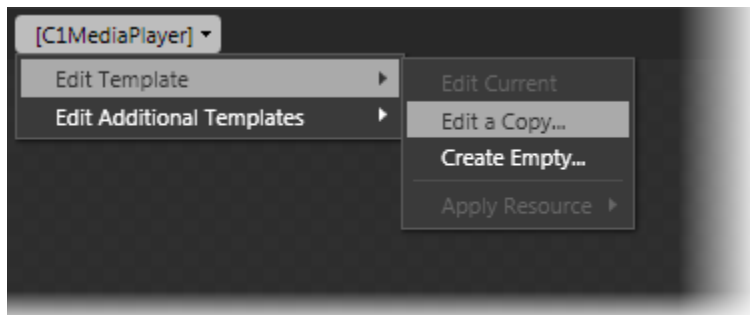 [C1MediaPlayer]
Edit Template
Edit Additional Templates
Edit Current
Edit a Copy...
Create Empty...
Apply Resource